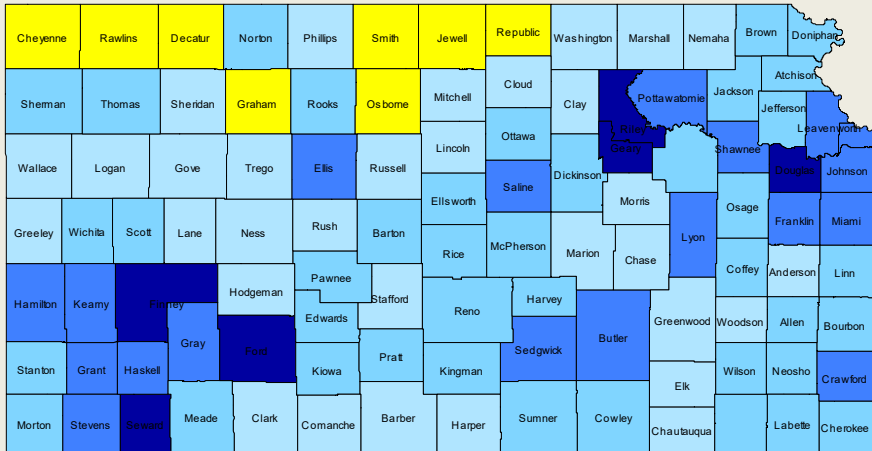 Cheyenne
Rawlins
Decatur
Norton
Phillips
Smith
Jewell
Republic
Washington
Marshall
Nemaha
Brown
Doniphan
Sherman
Thomas
Sheridan
Graham
Rooks
Osborne
Mitchell
Cloud
Clay
Riley
Pottawatomie
Jackson
Atchison
Jefferson
Leavenworth
Wallace
Logan
Gove
Trego
Ellis
Russell
Lincoln
Ottawa
Saline
Dickinson
Geary
Shawnee
Douglas
Johnson
Greeley
Wichita
Scott
Lane
Ness
Rush
Barton
Ellsworth
Rice
McPherson
Marion
Morris
Chase
Lyon
Osage
Franklin
Miami
Hamilton
Kearny
Finney
Hodgeman
Pawnee
Stafford
Edwards
Reno
Harvey
Sedgwick
Butler
Greenwood
Coffey
Anderson
Linn
Woodson
Allen
Bourbon
Stanton
Grant
Haskell
Gray
Ford
Kiowa
Pratt
Kingman
Elk
Wilson
Neosho
Crawford
Morton
Stevens
Seward
Meade
Clark
Comanche
Barber
Harper
Sumner
Cowley
Chautauqua
Labette
Cherokee